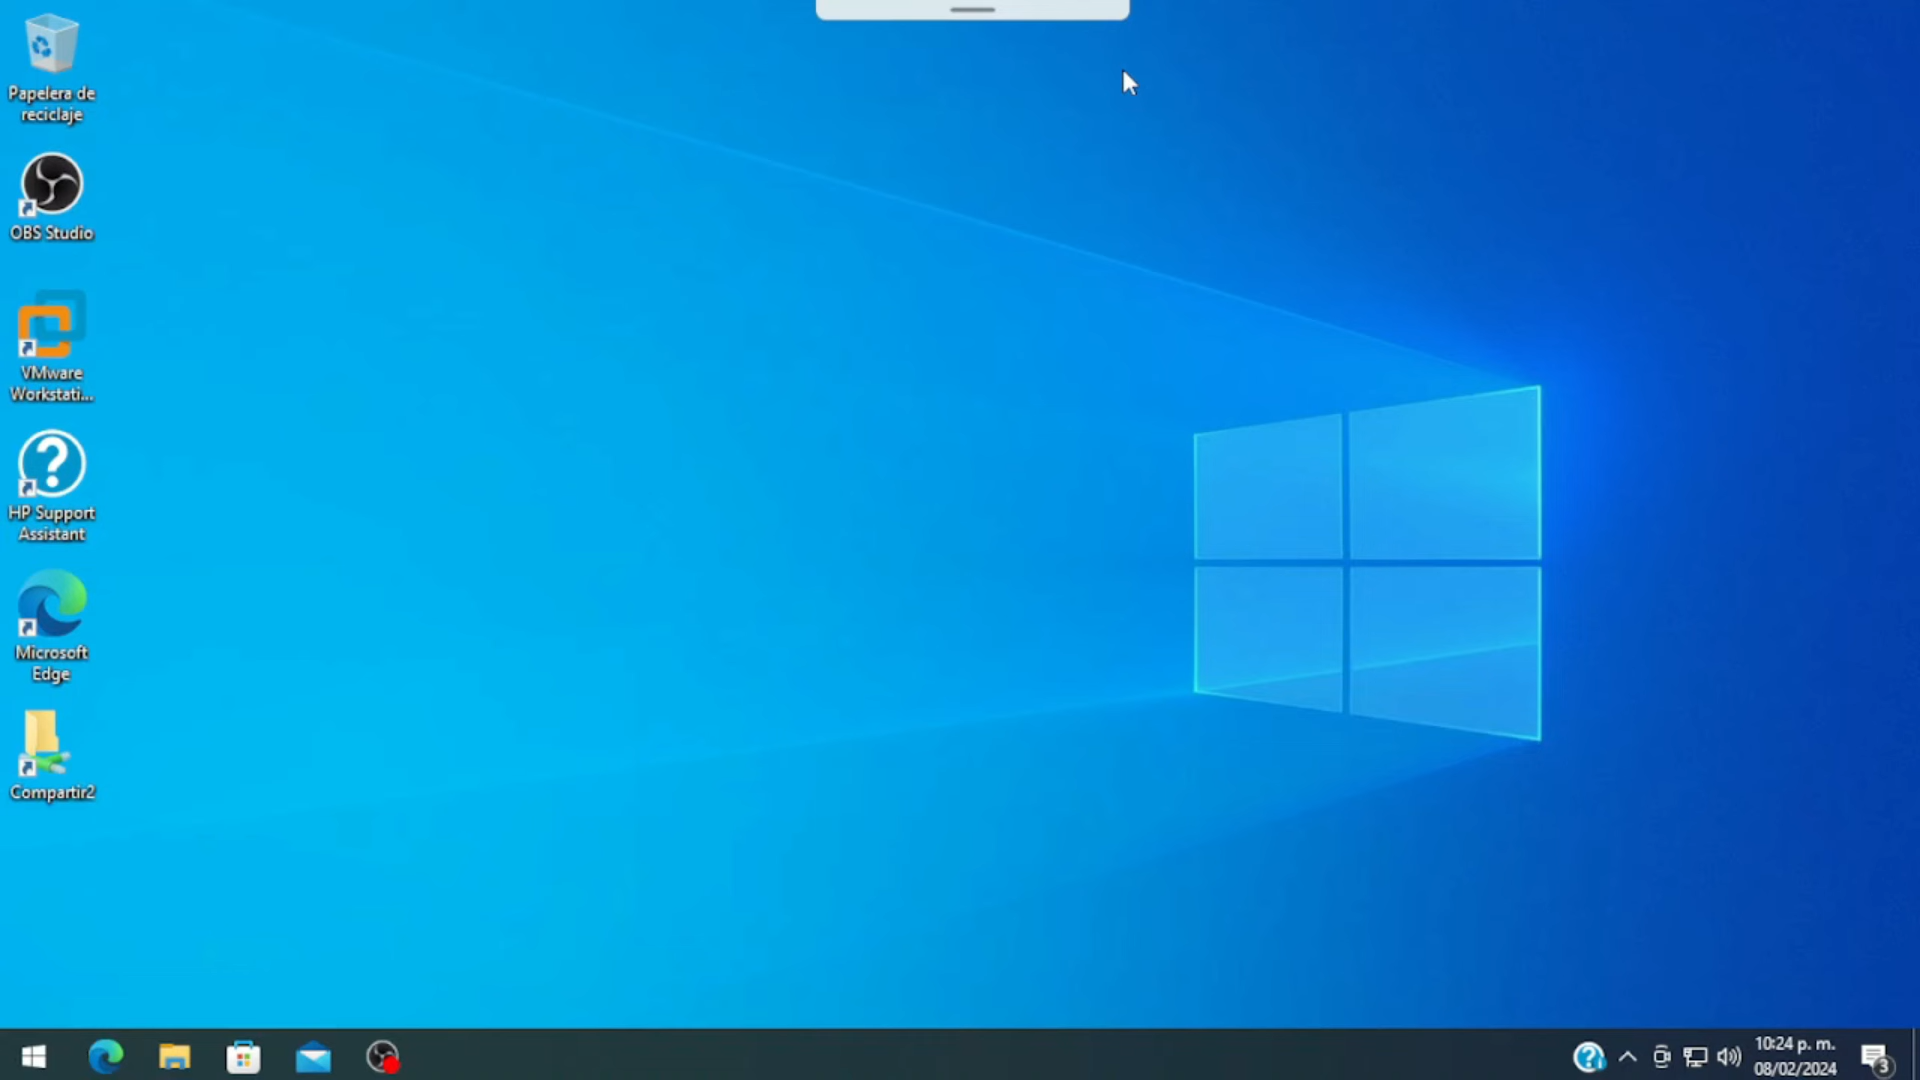 Papelera de
reciclaje
OBS Studio
VMware
Workstati...
HP Support
Assistant
Microsoft
Edge
Compartir2
10:24 p. m.
08/02/2024
3